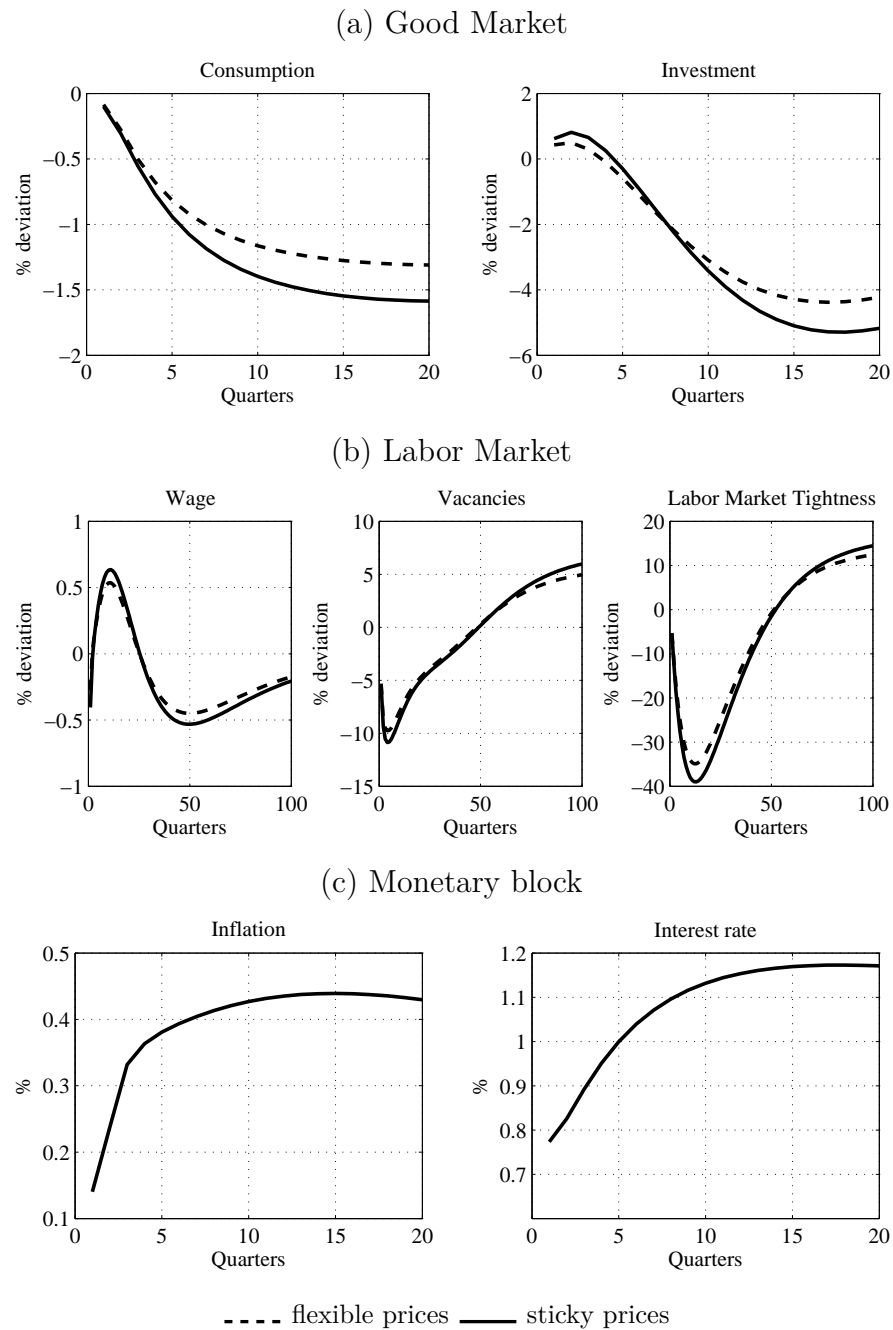 (a) Good Market
Consumption
Investment
0
−0.5
−1
−1.5
−2
% deviation
0 5 10 15 20
Quarters
2
0
−2
−4
−6
% deviation
0 5 10 15 20
Quarters
(b) Labor Market
Wage
Vacancies
Labor Market Tightness
1
0.5
0
−0.5
−1
% deviation
0 50 100
Quarters
10
5
0
−5
−10
−15
% deviation
0 50 100
Quarters
20
10
0
−10
−20
−30
−40
% deviation
0 50 100
Quarters
(c) Monetary block
Inflation
Interest rate
0.5
0.4
0.3
0.2
0.1
%
0 5 10 15 20
Quarters
1.2
1.1
1
0.9
0.8
0.7
%
0 5 10 15 20
Quarters
flexible prices sticky prices